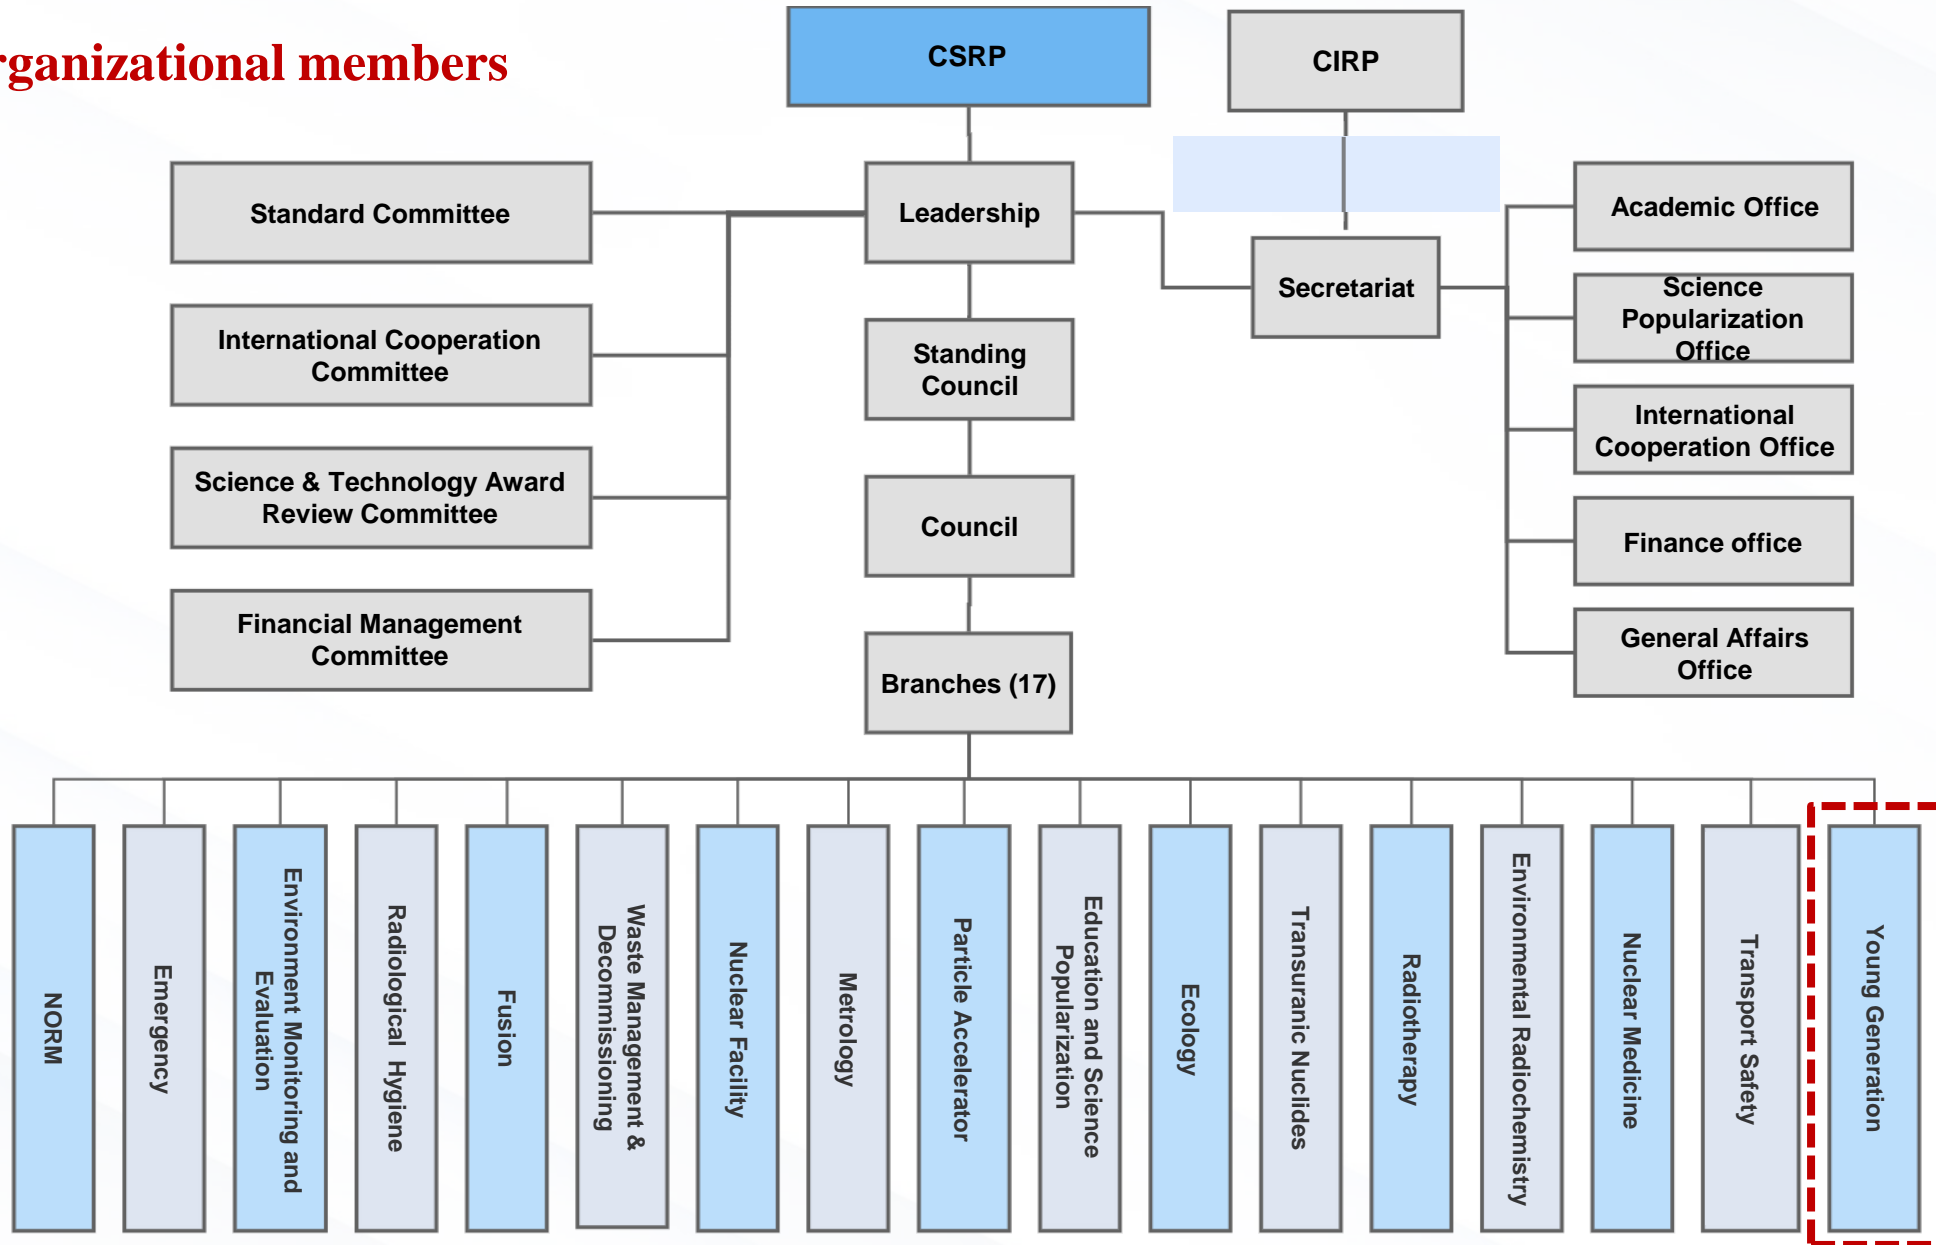 rganizational members
CSRP
CIRP
Standard Committee
Leadership
Academic Office
Secretariat
Science
Popularization
Office
International Cooperation
Committee
Standing
Council
International
Cooperation Office
Science & Technology Award
Review Committee
Council
Finance office
Financial Management
Committee
Branches (17)
General Affairs
Office
NORM
Emergency
Environment Monitoring and
Evaluation
Radiological Hygiene
Fusion
Waste Management &
Decommissioning
Nuclear Facility
Metrology
Particle Accelerator
Education and Science
Popularization
Ecology
Transuranic Nuclides
Radiotherapy
Environmental Radiochemistry
Nuclear Medicine
Transport Safety
Young Generation